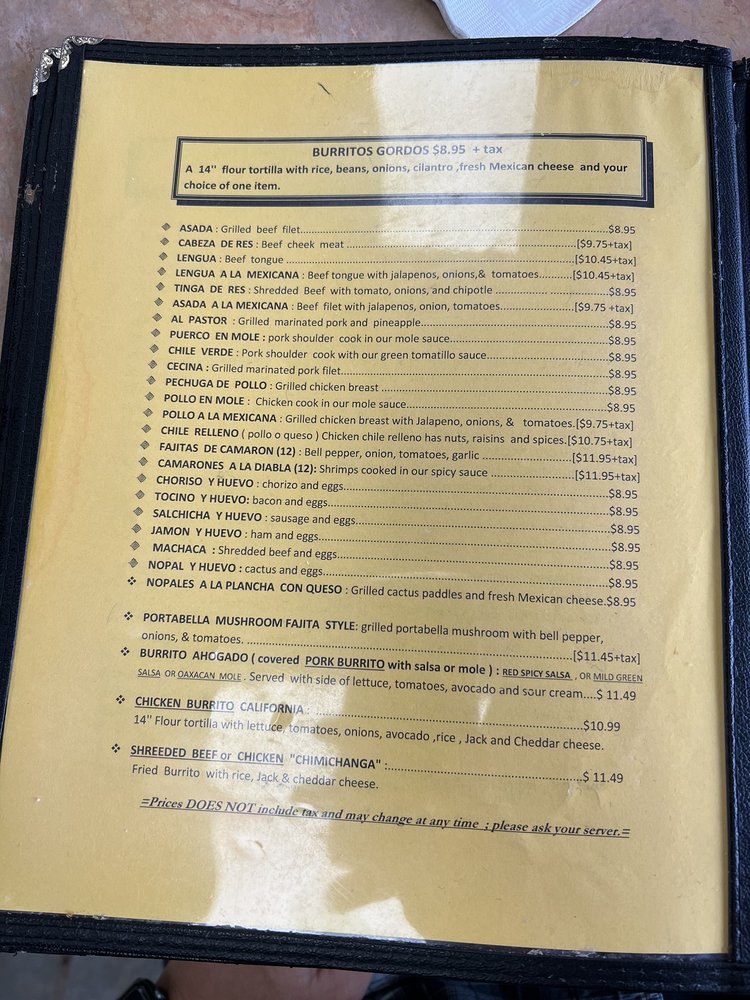 BURRITOS GORDOS $8.95 + tax
A 14" flour tortilla with rice, beans, onions, cilantro ,fresh Mexican cheese and your
choice of one item.
ASADA : Grilled beef filet.....$8.95
CABEZA DE RES : Beef cheek meat .....[$9.75+tax]
LENGUA : Beef tongue .....[$10.45+tax]
LENGUA A LA MEXICANA : Beef tongue with jalapenos, onions,& tomatoes..........[$10.45+tax]
TINGA DE RES : Shredded Beef with tomato, onions, and chipotle .....$8.95
ASADA A LA MEXICANA : Beef filet with jalapenos, onion, tomatoes.....[$9.75 +tax]
AL PASTOR : Grilled marinated pork and pineapple.....$8.95
PUERCO EN MOLE : pork shoulder cook in our mole sauce.....$8.95
CHILE VERDE : Pork shoulder cook with our green tomatillo sauce.....$8.95
CECINA : Grilled marinated pork filet.....$8.95
PECHUGA DE POLLO : Grilled chicken breast .....$8.95
POLLO EN MOLE : Chicken cook in our mole sauce.....$8.95
POLLO A LA MEXICANA : Grilled chicken breast with Jalapeno, onions, & tomatoes.[$9.75+tax]
CHILE RELLENO ( pollo o queso ) Chicken chile relleno has nuts, raisins and spices.[$10.75+tax]
FAJITAS DE CAMARON (12) : Bell pepper, onion, tomatoes, garlic .....[$11.95+tax]
CAMARONES A LA DIABLA (12): Shrimps cooked in our spicy sauce .....[$11.95+tax]
CHORISO Y HUEVO : chorizo and eggs.....$8.95
TOCINO Y HUEVO: bacon and eggs.....$8.95
SALCHICHA Y HUEVO : sausage and eggs.....$8.95
JAMON Y HUEVO : ham and eggs.....$8.95
MACHACA : Shredded beef and eggs.....$8.95
NOPAL Y HUEVO : cactus and eggs.....$8.95
NOPALES A LA PLANCHA CON QUESO : Grilled cactus paddles and fresh Mexican cheese.$8.95
PORTABELLA MUSHROOM FAJITA STYLE: grilled portabella mushroom with bell pepper,
onions, & tomatoes. .....[$11.45+tax]
BURRITO AHOGADO ( covered PORK BURRITO with salsa or mole ) : RED SPICY SALSA , OR MILD GREEN
SALSA OR OAXACAN MOLE . Served with side of lettuce, tomatoes, avocado and sour cream....$ 11.49
CHICKEN BURRITO CALIFORNIA : .....$10.99
14" Flour tortilla with lettuce, tomatoes, onions, avocado ,rice , Jack and Cheddar cheese.
SHREEDED BEEF or CHICKEN "CHIMICHANGA" :.....$ 11.49
Fried Burrito with rice, Jack & cheddar cheese.
=Prices DOES NOT include tax and may change at any time ; please ask your server.=